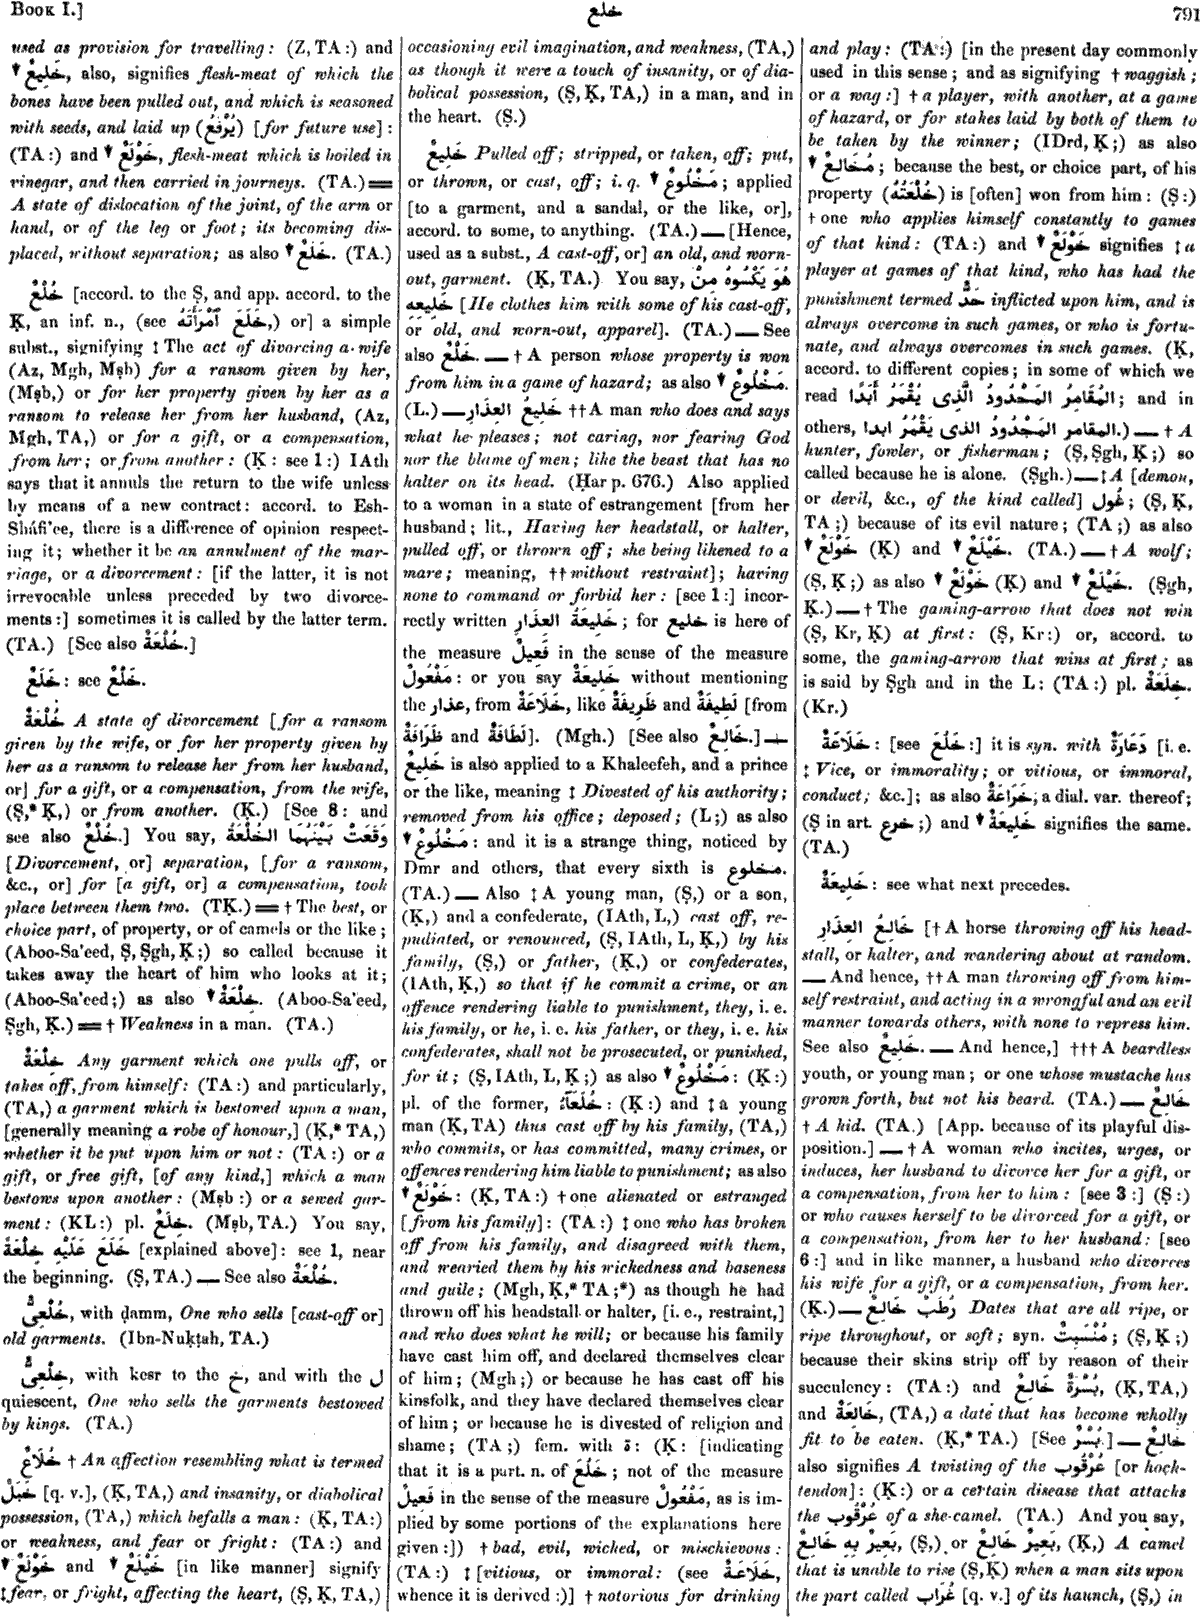 BOOK I.]
خلع
791
used as provision for travelling: (Z, TA:) and
▼ خَلِيعٌ, also, signifies flesh-meat of which the
bones have been pulled out, and which is seasoned
with seeds, and laid up (يُرْفَعُ) [for future use]:
(TA:) and ▼ خَوْلَعٌ, flesh-meat which is boiled in
vinegar, and then carried in journeys. (TA.)==
A state of dislocation of the joint, of the arm or
hand, or of the leg or foot; its becoming dis-
placed, without separation; as also ▼ خَلَعٌ. (TA.)
خُلْعٌ [accord. to the Ṣ, and app. accord. to the
Ḳ, an inf. n., (see خَلَعَ ٱمْرَأَتَهُ,) or] a simple
subst., signifying ‡ The act of divorcing a wife
(Az, Mgh, Mṣb) for a ransom given by her,
(Mṣb,) or for her property given by her as a
ransom to release her from her husband, (Az,
Mgh, TA,) or for a gift, or a compensation,
from her; or from another: (Ḳ: see 1:) IAth
says that it annuls the return to the wife unless
by means of a new contract: accord. to Esh-
Sháfi'ee, there is a difference of opinion respect-
ing it; whether it be an annulment of the mar-
riage, or a divorcement: [if the latter, it is not
irrevocable unless preceded by two divorce-
ments:] sometimes it is called by the latter term.
(TA.) [See also خُلْعَةٌ.]
خَلَعٌ: see خَلْعٌ.
خُلْعَةٌ A state of divorcement [for a ransom
given by the wife, or for her property given by
her as a ransom to release her from her husband,
or] for a gift, or a compensation, from the wife,
(Ṣ,* Ḳ,) or from another. (Ḳ.) [See 8: and
see also خُلْعٌ.] You say, وَقَعَتْ بَيْنَهُمَا الخُلْعَةُ
[Divorcement, or] separation, [for a ransom,
&c., or] for [a gift, or] a compensation, took
place between them two. (TḲ.)== † The best, or
choice part, of property, or of camels or the like;
(Aboo-Sa'eed, Ṣ, Ṣgh, Ḳ;) so called because it
takes away the heart of him who looks at it;
(Aboo-Sa'eed;) as also ▼ خِلْعَةٌ. (Aboo-Sa'eed,
Ṣgh, Ḳ.)== † Weakness in a man. (TA.)
خِلْعَةٌ Any garment which one pulls off, or
takes off, from himself: (TA:) and particularly,
(TA,) a garment which is bestowed upon a man,
[generally meaning a robe of honour,] (Ḳ,* TA,)
whether it be put upon him or not: (TA:) or a
gift, or free gift, [of any kind,] which a man
bestows upon another: (Mṣb:) or a sewed gar-
ment: (KL:) pl. خِلَعٌ. (Mṣb, TA.) You say,
خَلَعَ عَلَيْهِ خِلْعَةً [explained above]: see 1, near
the beginning. (Ṣ, TA.) — See also خُلْعَةٌ.
خُلْعِىٌّ, with ḍamm, One who sells [cast-off or]
old garments. (Ibn-Nuḳṭah, TA.)
خِلْعِىٌّ, with kesr to the خ, and with the ل
quiescent, One who sells the garments bestowed
by kings. (TA.)
خُلَاعٌ † An affection resembling what is termed
خَبَلٌ [q. v.], (Ḳ, TA,) and insanity, or diabolical
possession, (TA,) which befalls a man: (Ḳ, TA:)
or weakness, and fear or fright: (TA:) and
▼ خَوْلَعٌ and ▼ خَيْلَعٌ [in like manner] signify
‡ fear, or fright, affecting the heart, (Ṣ, Ḳ, TA,)
occasioning evil imagination, and weakness, (TA,)
as though it were a touch of insanity, or of dia-
bolical possession, (Ṣ, Ḳ, TA,) in a man, and in
the heart. (Ṣ.)
خَلِيعٌ Pulled off; stripped, or taken, off; put,
or thrown, or cast, off; i. q. ▼ مَخْلُوعٌ; applied
[to a garment, and a sandal, or the like, or],
accord. to some, to anything. (TA.) — [Hence,
used as a subst., A cast-off, or] an old, and worn-
out, garment. (Ḳ, TA.) You say, هُوَ يَكْسُوهُ مِنْ
خَلِيعِهِ [He clothes him with some of his cast-off,
or old, and worn-out, apparel]. (TA.) — See
also خَلْعٌ. — † A person whose property is won
from him in a game of hazard; as also ▼ مَخْلُوعٌ.
(L.) — خَلِيعُ العِذَارِ †† A man who does and says
what he pleases; not caring, nor fearing God
nor the blame of men; like the beast that has no
halter on its head. (Ḥar p. 676.) Also applied
to a woman in a state of estrangement [from her
husband; lit., Having her headstall, or halter,
pulled off, or thrown off; she being likened to a
mare; meaning, †† without restraint]; having
none to command or forbid her: [see 1:] incor-
rectly written خَلِيعَةُ العِذَارِ; for خليع is here of
the measure فَعِيلٌ in the sense of the measure
مَفْعُولٌ: or you say خَلِيعَةٌ without mentioning
the عذار, from خَلَاعَةٌ, like ظَرِيفَةٌ and لَطِيفَةٌ [from
ظَرَافَةٌ and لَطَافَةٌ]. (Mgh.) [See also خَالِعٌ.] —
خَلِيعٌ is also applied to a Khaleefeh, and a prince
or the like, meaning ‡ Divested of his authority;
removed from his office; deposed; (L;) as also
▼ مَخْلُوعٌ: and it is a strange thing, noticed by
Dmr and others, that every sixth is مخلوع.
(TA.) — Also ‡ A young man, (Ṣ,) or a son,
(Ḳ,) and a confederate, (IAth, L,) cast off, re-
pudiated, or renounced, (Ṣ, IAth, L, Ḳ,) by his
family, (Ṣ,) or father, (Ḳ,) or confederates,
(IAth, Ḳ,) so that if he commit a crime, or an
offence rendering liable to punishment, they, i. e.
his family, or he, i. e. his father, or they, i. e. his
confederates, shall not be prosecuted, or punished,
for it; (Ṣ, IAth, L, Ḳ;) as also ▼ مَخْلُوعٌ: (Ḳ:)
pl. of the former, خُلَعَآءُ: (Ḳ:) and ‡ a young
man (Ḳ, TA) thus cast off by his family, (TA,)
who commits, or has committed, many crimes, or
offences rendering him liable to punishment; as also
▼ خَوْلَعٌ: (Ḳ, TA:) † one alienated or estranged
[from his family]: (TA:) ‡ one who has broken
off from his family, and disagreed with them,
and wearied them by his wickedness and baseness
and guile; (Mgh, Ḳ,* TA;*) as though he had
thrown off his headstall or halter, [i. e., restraint,]
and who does what he will; or because his family
have cast him off, and declared themselves clear
of him; (Mgh;) or because he has cast off his
kinsfolk, and they have declared themselves clear
of him; or because he is divested of religion and
shame; (TA;) fem. with ة: (Ḳ: [indicating
that it is a part. n. of خَلُعَ; not of the measure
فَعِيلٌ in the sense of the measure مَفْعُولٌ, as is im-
plied by some portions of the explanations here
given:]) † bad, evil, wicked, or mischievous:
(TA:) ‡ [vitious, or immoral: (see خَلَاعَةٌ,
whence it is derived:)] † notorious for drinking
and play: (TA:) [in the present day commonly
used in this sense; and as signifying † waggish;
or a wag:] † a player, with another, at a game
of hazard, or for stakes laid by both of them to
be taken by the winner; (IDrd, Ḳ;) as also
▼ مُخَالِعٌ; because the best, or choice part, of his
property (خُلْعَتُهُ) is [often] won from him: (Ṣ:)
† one who applies himself constantly to games
of that kind: (TA:) and ▼ خَوْلَعٌ signifies ‡ a
player at games of that kind, who has had the
punishment termed حَدّ inflicted upon him, and is
always overcome in such games, or who is fortu-
nate, and always overcomes in such games. (Ḳ,
accord. to different copies; in some of which we
read المُقَامِرُ المَحْدُودُ الَّذِى يُقْمَرُ أَبَدًا; and in
others, المقامر المَجْدُودُ الذى يَقْمُرُ ابدا.) — † A
hunter, fowler, or fisherman; (Ṣ, Ṣgh, Ḳ;) so
called because he is alone. (Ṣgh.) — ‡ A [demon,
or devil, &c., of the kind called] غُول; (Ṣ, Ḳ,
TA;) because of its evil nature; (TA;) as also
▼ خَوْلَعٌ (Ḳ) and ▼ خَيْلَعٌ. (TA.) — † A wolf;
(Ṣ, Ḳ;) as also ▼ خَوْلَعٌ (Ḳ) and ▼ خَيْلَعٌ. (Ṣgh,
Ḳ.) — † The gaming-arrow that does not win
(Ṣ, Kr, Ḳ) at first: (Ṣ, Kr:) or, accord. to
some, the gaming-arrow that wins at first; as
is said by Ṣgh and in the L: (TA:) pl. خِلَعَةٌ.
(Kr.)
خَلَاعَةٌ: [see خَلُعَ:] it is syn. with دَعَارَةٌ [i. e.
‡ Vice, or immorality; or vitious, or immoral,
conduct; &c.]; as also خَرَاعَةٌ, a dial. var. thereof;
(Ṣ in art. خرع;) and ▼ خَلِيعَةٌ signifies the same.
(TA.)
خَلِيعَةٌ: see what next precedes.
خَالِعُ العِذَارِ [† A horse throwing off his head-
stall, or halter, and wandering about at random.
— And hence, †† A man throwing off from him-
self restraint, and acting in a wrongful and an evil
manner towards others, with none to repress him.
See also خَلِيعٌ. — And hence,] ††† A beardless
youth, or young man; or one whose mustache has
grown forth, but not his beard. (TA.) — خَالِعٌ
† A kid. (TA.) [App. because of its playful dis-
position.] — † A woman who incites, urges, or
induces, her husband to divorce her for a gift, or
a compensation, from her to him: [see 3:] (Ṣ:)
or who causes herself to be divorced for a gift, or
a compensation, from her to her husband: [see
6:] and in like manner, a husband who divorces
his wife for a gift, or a compensation, from her.
(Ḳ.) — رُطَبٌ خَالِعٌ Dates that are all ripe, or
ripe throughout, or soft; syn. مُنْسَبِتٌ; (Ṣ, Ḳ;)
because their skins strip off by reason of their
succulency: (TA:) and بُسْرَةٌ خَالِعٌ, (Ḳ, TA,)
and خَالِعَةٌ, (TA,) a date that has become wholly
fit to be eaten. (Ḳ,* TA.) [See بُسْرٌ.] — خَالِعٌ
also signifies A twisting of the عُرْقُوب [or hock-
tendon]: (Ḳ:) or a certain disease that attacks
the عُرْقُوب of a she-camel. (TA.) And you say,
بَعِيرٌ بِهِ خَالِعٌ, (Ṣ,) or بَعِيرٌ خَالِعٌ, (Ḳ,) A camel
that is unable to rise (Ṣ, Ḳ) when a man sits upon
the part called غُرَاب [q. v.] of its haunch, (Ṣ,) in